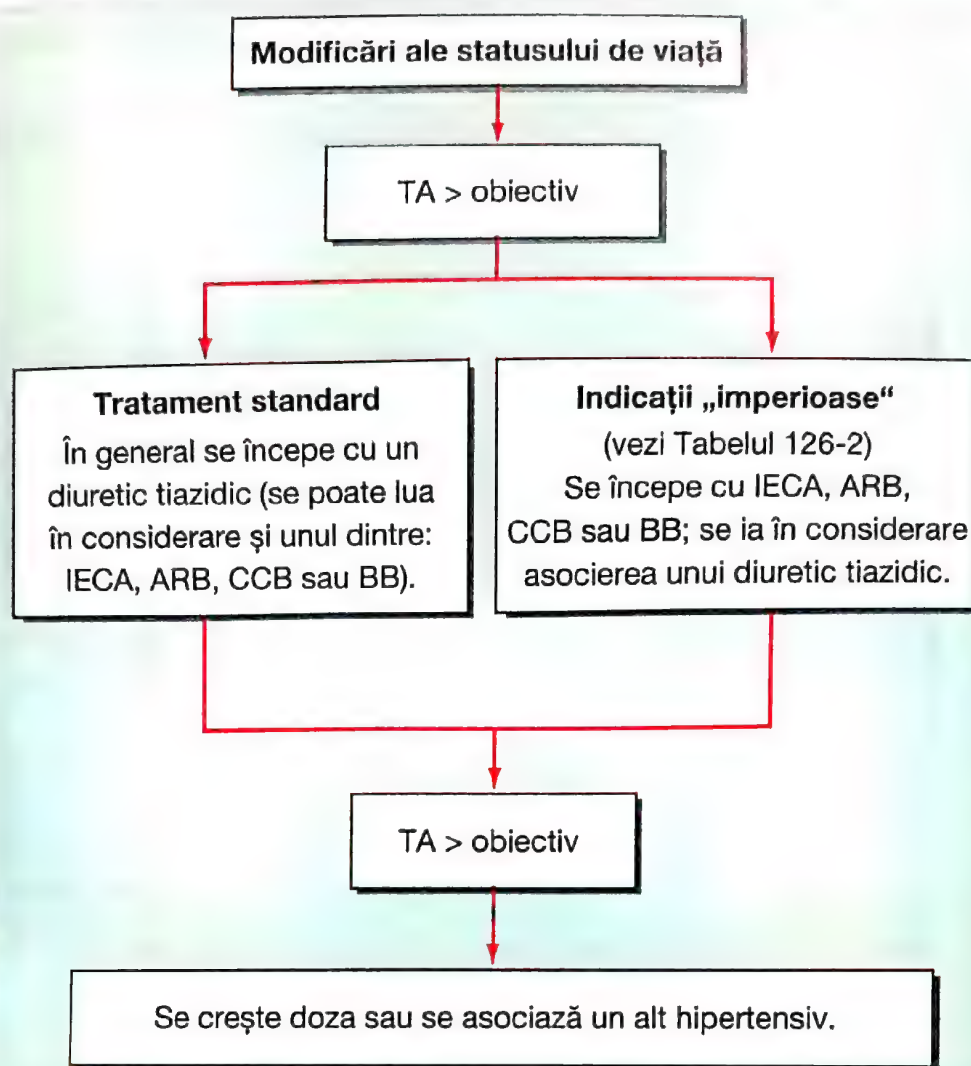 Modificări ale statusului de viață
TA > obiectiv
Tratament standard
În general se începe cu un
diuretic tiazidic (se poate lua
în considerare și unul dintre:
IECA, ARB, CCB sau BB).
Indicații „imperioase“
(vezi Tabelul 126-2)
Se începe cu IECA, ARB,
CCB sau BB; se ia în considerare
asocierea unui diuretic tiazidic.
TA > obiectiv
Se crește doza sau se asociază un alt hipertensiv.